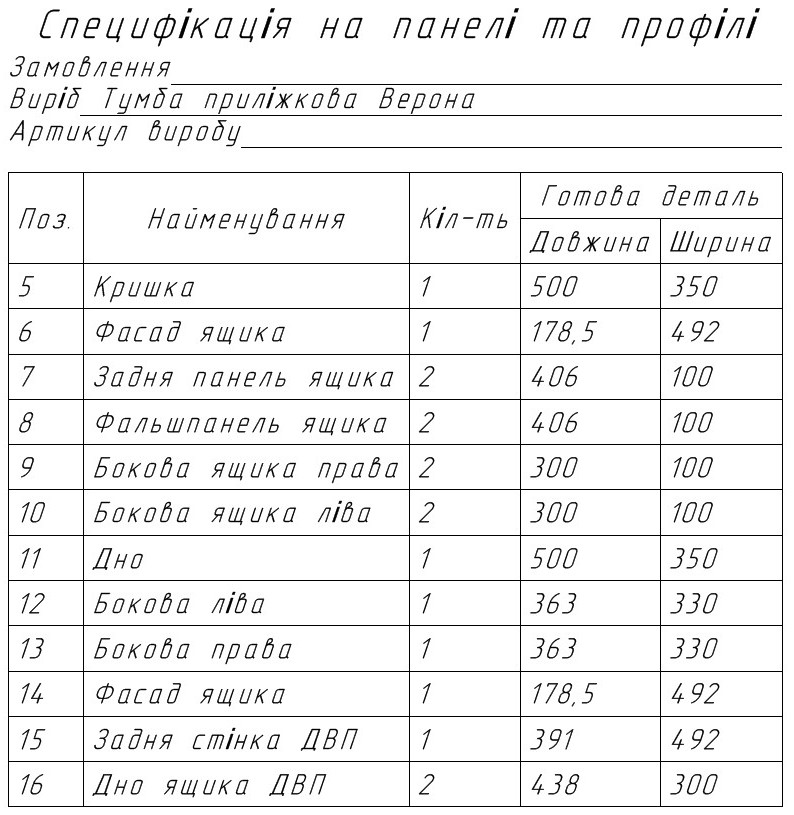 Специфікація на панелі та профілі
Замовлення
Виріб Тумба приліжкова Верона
Артикул виробу
Поз. Найменування Кіл-ть Готова деталь
Довжина Ширина
5 Кришка 1 500 350
6 Фасад ящика 1 178,5 492
7 Задня панель ящика 2 406 100
8 Фальшпанель ящика 2 406 100
9 Бокова ящика права 2 300 100
10 Бокова ящика ліва 2 300 100
11 Дно 1 500 350
12 Бокова ліва 1 363 330
13 Бокова права 1 363 330
14 Фасад ящика 1 178,5 492
15 Задня стінка ДВП 1 391 492
16 Дно ящика ДВП 2 438 300